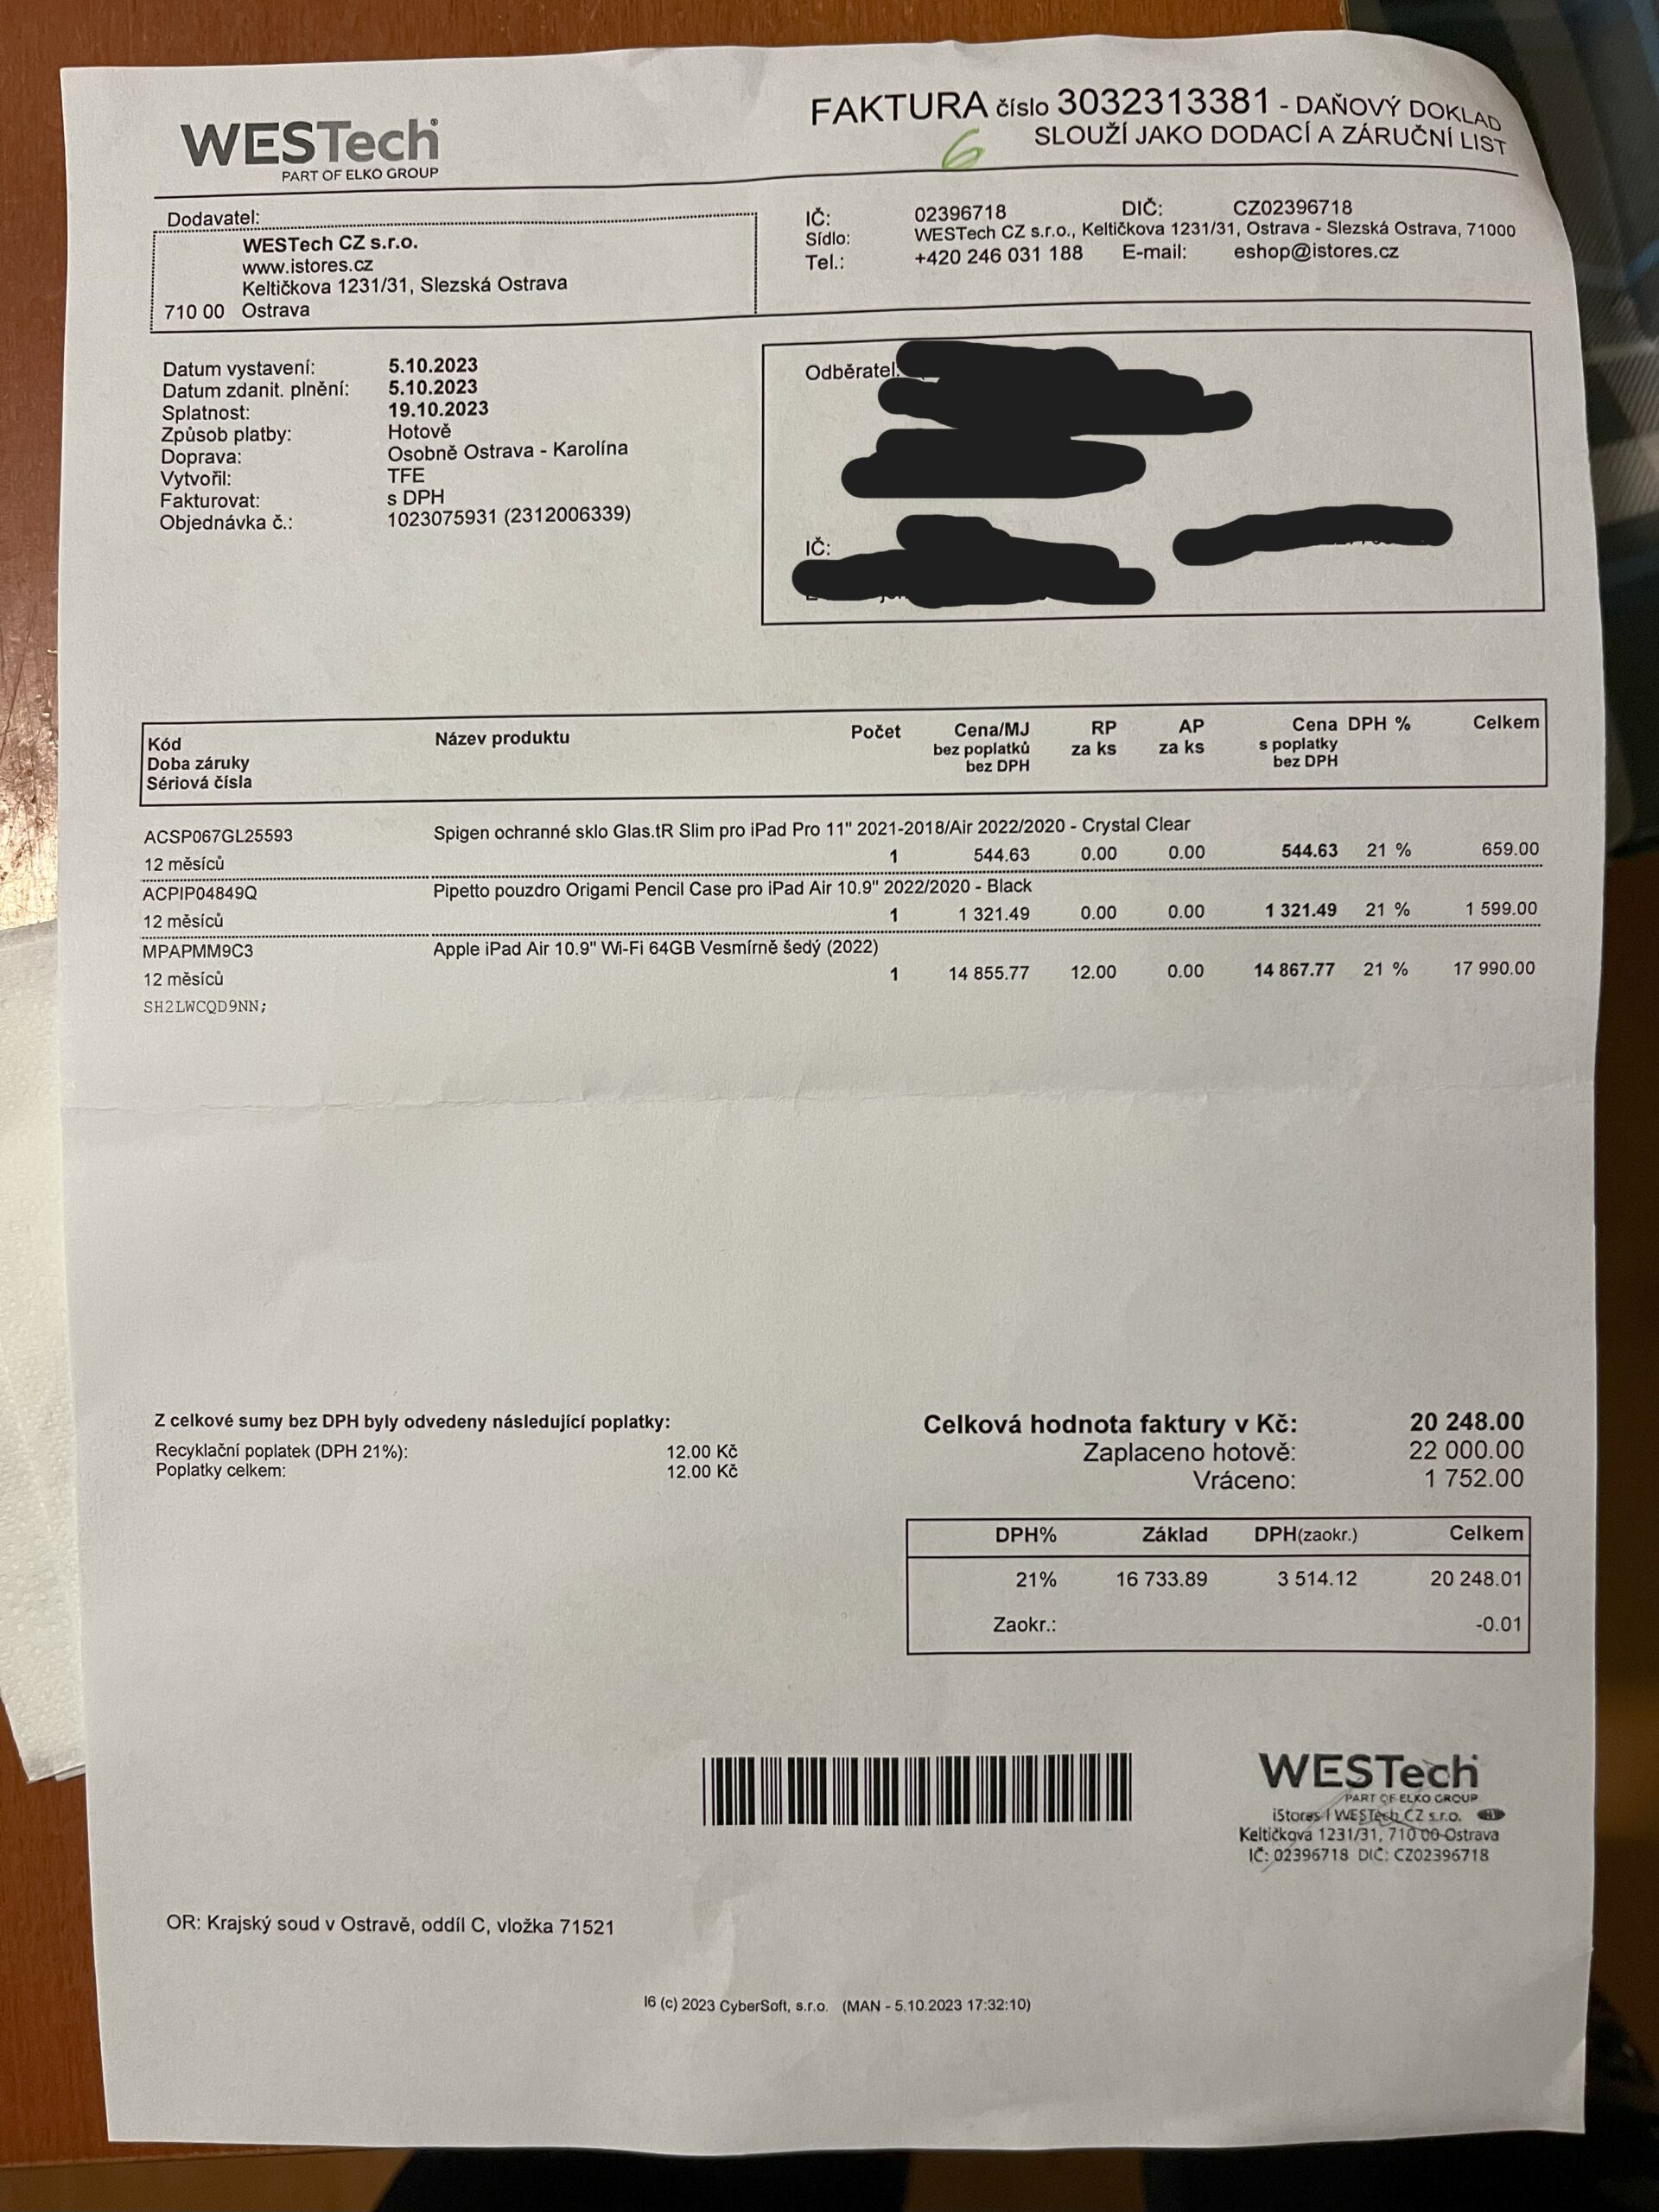 WESTech
PART OF ELKO GROUP
FAKTURA číslo 3032313381 - DAŇOVÝ DOKLAD
SLOUŽÍ JAKO DODACÍ A ZÁRUČNÍ LIST
6
Dodavatel:
WESTech CZ s.r.o.
www.istores.cz
Keltičkova 1231/31, Slezská Ostrava
710 00 Ostrava
IČ: 02396718 DIČ: CZ02396718
Sídlo: WESTech CZ s.r.o., Keltičkova 1231/31, Ostrava - Slezská Ostrava, 71000
Tel.: +420 246 031 188 E-mail: eshop@istores.cz
Datum vystavení: 5.10.2023
Datum zdanit. plnění: 5.10.2023
Splatnost: 19.10.2023
Způsob platby: Hotově
Doprava: Osobně Ostrava - Karolína
Vytvořil: TFE
Fakturovat: s DPH
Objednávka č.: 1023075931 (2312006339)
Odběratel:
IČ:
Kód Název produktu Počet Cena/MJ RP AP Cena DPH % Celkem
Doba záruky bez poplatků za ks za ks s poplatky
Sériová čísla bez DPH bez DPH
ACSP067GL25593 Spigen ochranné sklo Glas.tR Slim pro iPad Pro 11" 2021-2018/Air 2022/2020 - Crystal Clear
12 měsíců 1 544.63 0.00 0.00 544.63 21 % 659.00
ACPIP04849Q Pipetto pouzdro Origami Pencil Case pro iPad Air 10.9" 2022/2020 - Black
12 měsíců 1 1 321.49 0.00 0.00 1 321.49 21 % 1 599.00
MPAPMM9C3 Apple iPad Air 10.9" Wi-Fi 64GB Vesmírně šedý (2022)
12 měsíců 1 14 855.77 12.00 0.00 14 867.77 21 % 17 990.00
SH2LWCQD9NN;
Z celkové sumy bez DPH byly odvedeny následující poplatky:
Recyklační poplatek (DPH 21%): 12.00 Kč
Poplatky celkem: 12.00 Kč
Celková hodnota faktury v Kč: 20 248.00
Zaplaceno hotově: 22 000.00
Vráceno: 1 752.00
DPH% Základ DPH(zaokr.) Celkem
21% 16 733.89 3 514.12 20 248.01
Zaokr.: -0.01
WESTech
PART OF ELKO GROUP
iStores I WESTech CZ s.r.o.
Keltičkova 1231/31, 710 00 Ostrava
IČ: 02396718 DIČ: CZ02396718
OR: Krajský soud v Ostravě, oddíl C, vložka 71521
I6 (c) 2023 CyberSoft, s.r.o. (MAN - 5.10.2023 17:32:10)